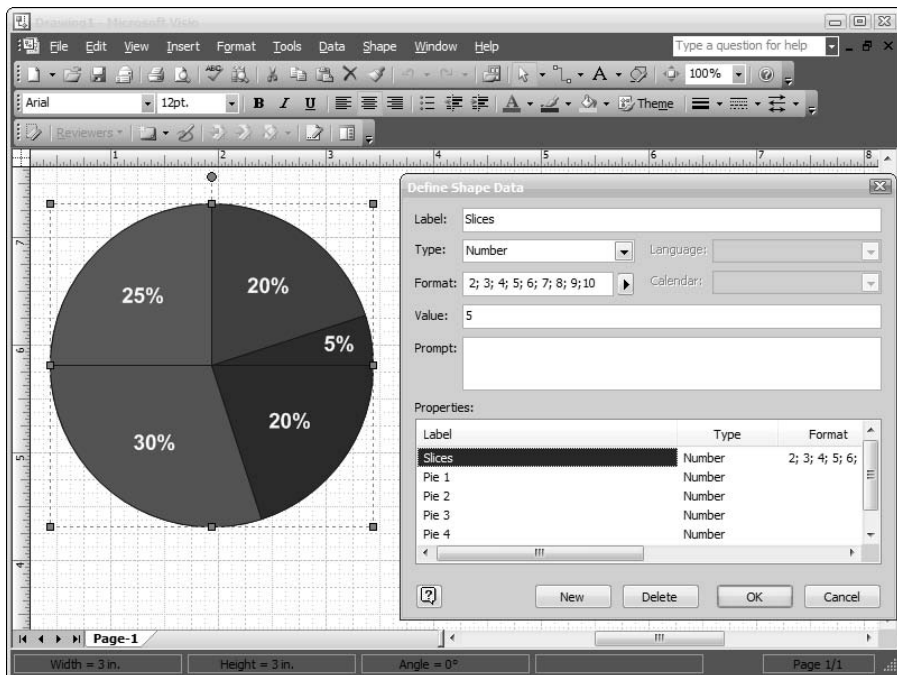 Drawing1 - Microsoft Visio
File Edit View Insert Format Tools Data Shape Window Help Type a question for help
ABC 100%
Arial 12pt. B I U A Theme
Reviewers
1 2 3 4 5 6 7 8
7
6
5
4
25%
20%
5%
30%
20%
Define Shape Data
Label: Slices
Type: Number Language:
Format: 2; 3; 4; 5; 6; 7; 8; 9;10 Calendar:
Value: 5
Prompt:
Properties:
Label Type Format
Slices Number 2; 3; 4; 5; 6;
Pie 1 Number
Pie 2 Number
Pie 3 Number
Pie 4 Number
New Delete OK Cancel
Page-1
Width = 3 in. Height = 3 in. Angle = 0° Page 1/1